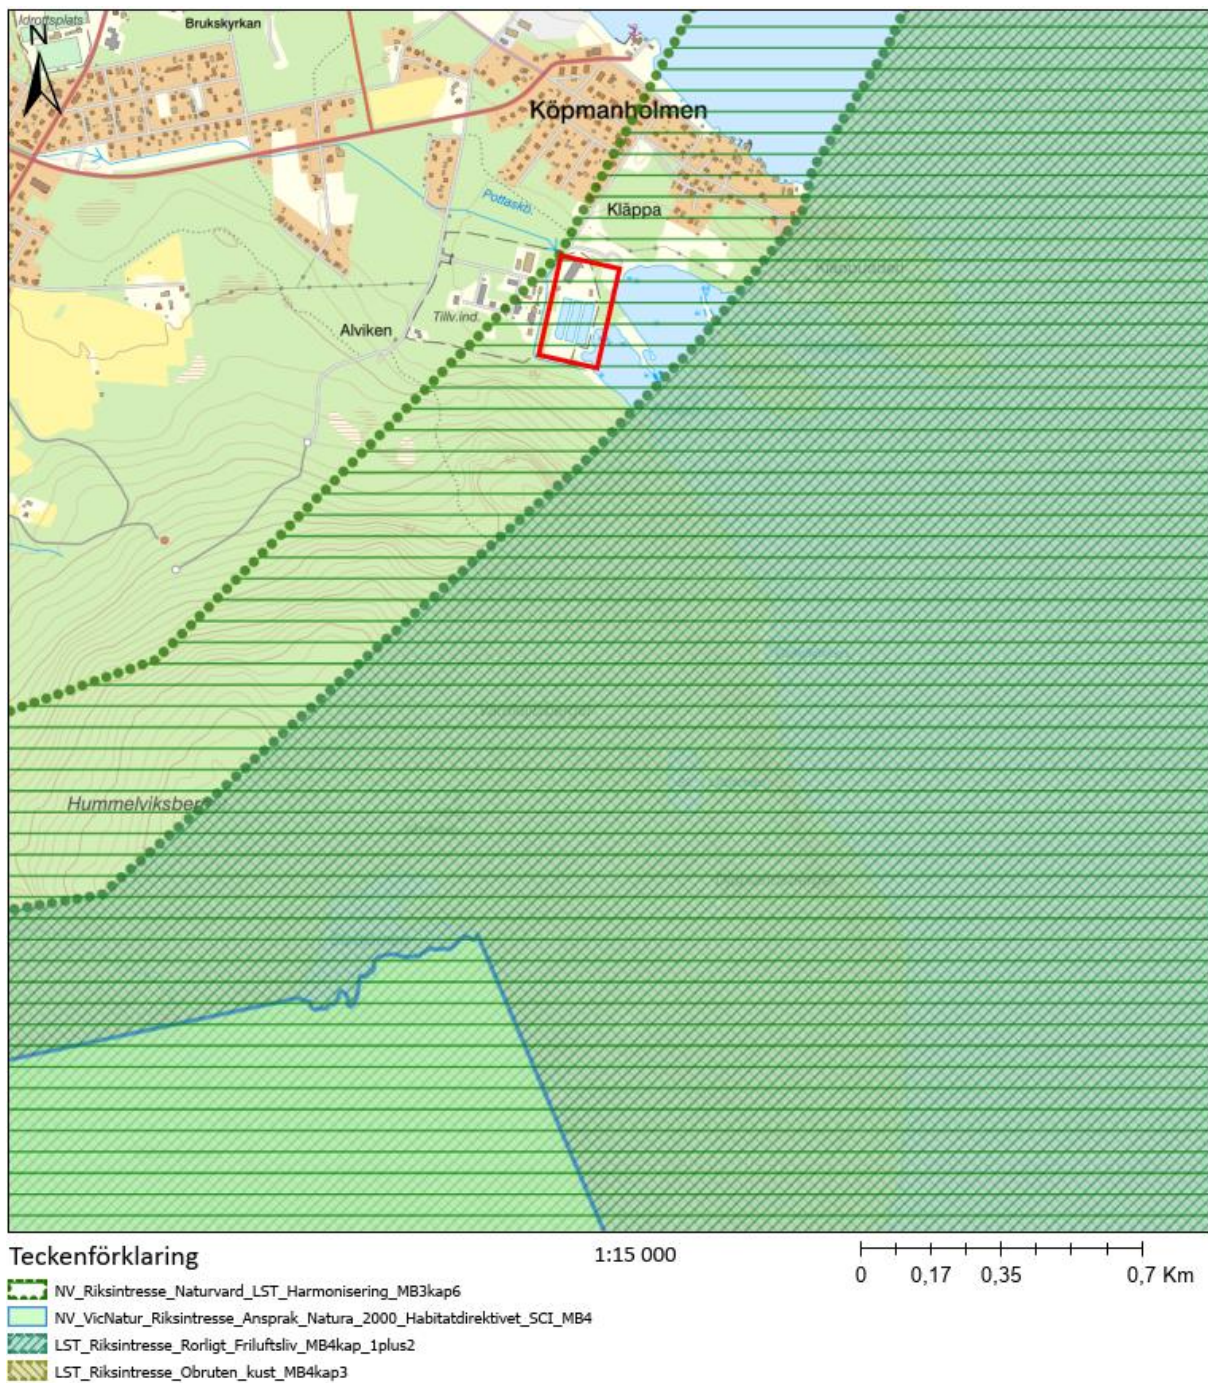 Idrottsplats
Brukskyrkan
N
Köpmanholmen
Pottaskb.
Kläppa
Tillv.ind.
Alviken
Hummelviksber
Teckenförklaring
1:15 000
0 0,17 0,35 0,7 Km
NV_Riksintresse_Naturvard_LST_Harmonisering_MB3kap6
NV_VicNatur_Riksintresse_Ansprak_Natura_2000_Habitatdirektivet_SCI_MB4
LST_Riksintresse_Rorligt_Friluftsliv_MB4kap_1plus2
LST_Riksintresse_Obruten_kust_MB4kap3